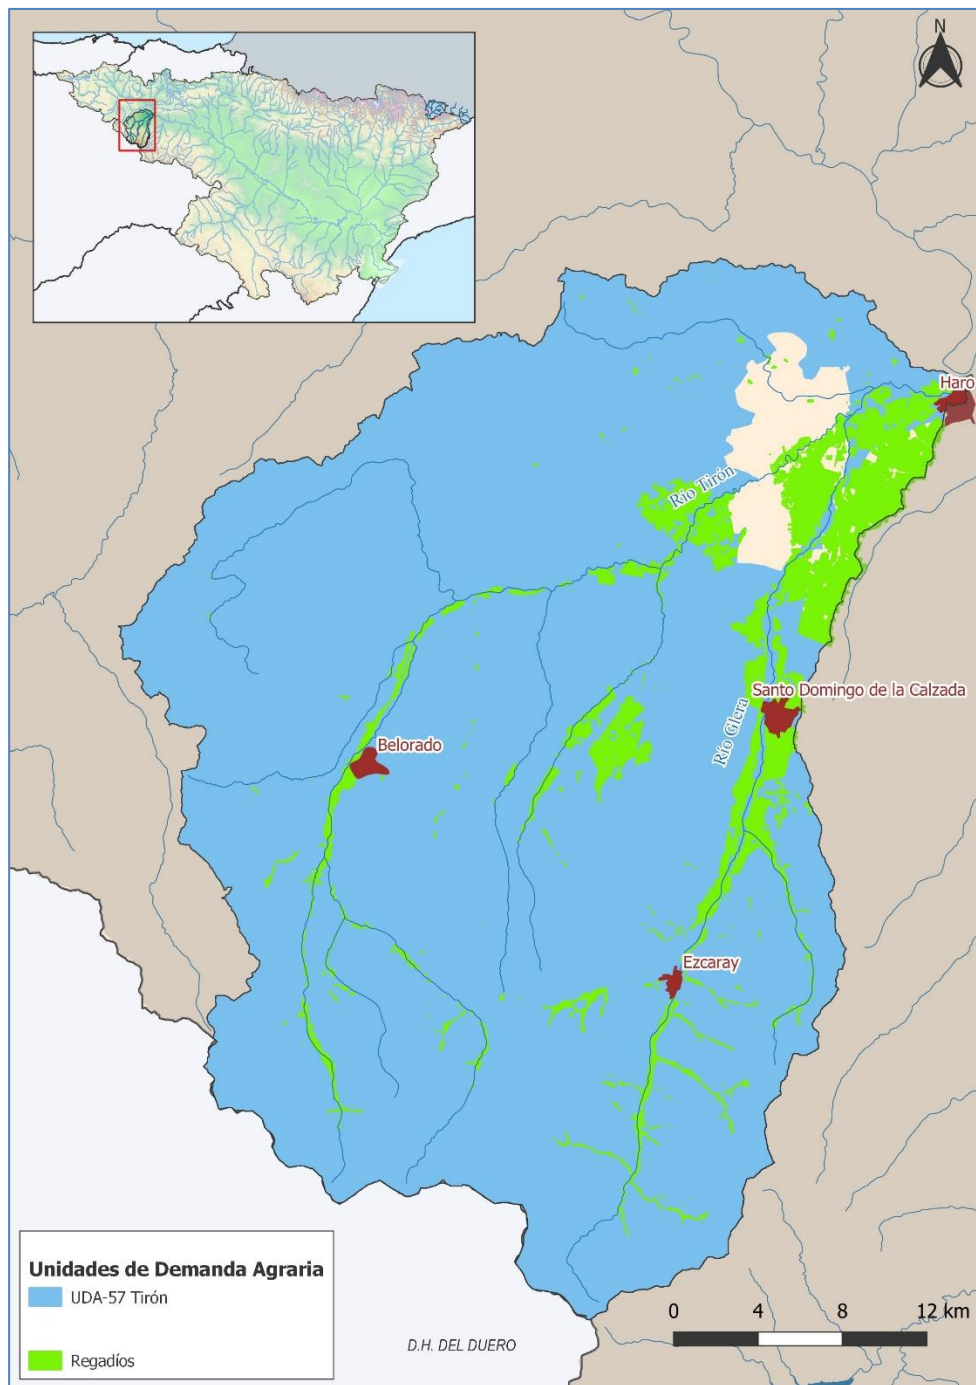 N
Haro
Río Tirón
Santo Domingo de la Calzada
Río Glera
Belorado
Ezcaray
Unidades de Demanda Agraria
UDA-57 Tirón
Regadíos
D.H. DEL DUERO
0 4 8 12 km